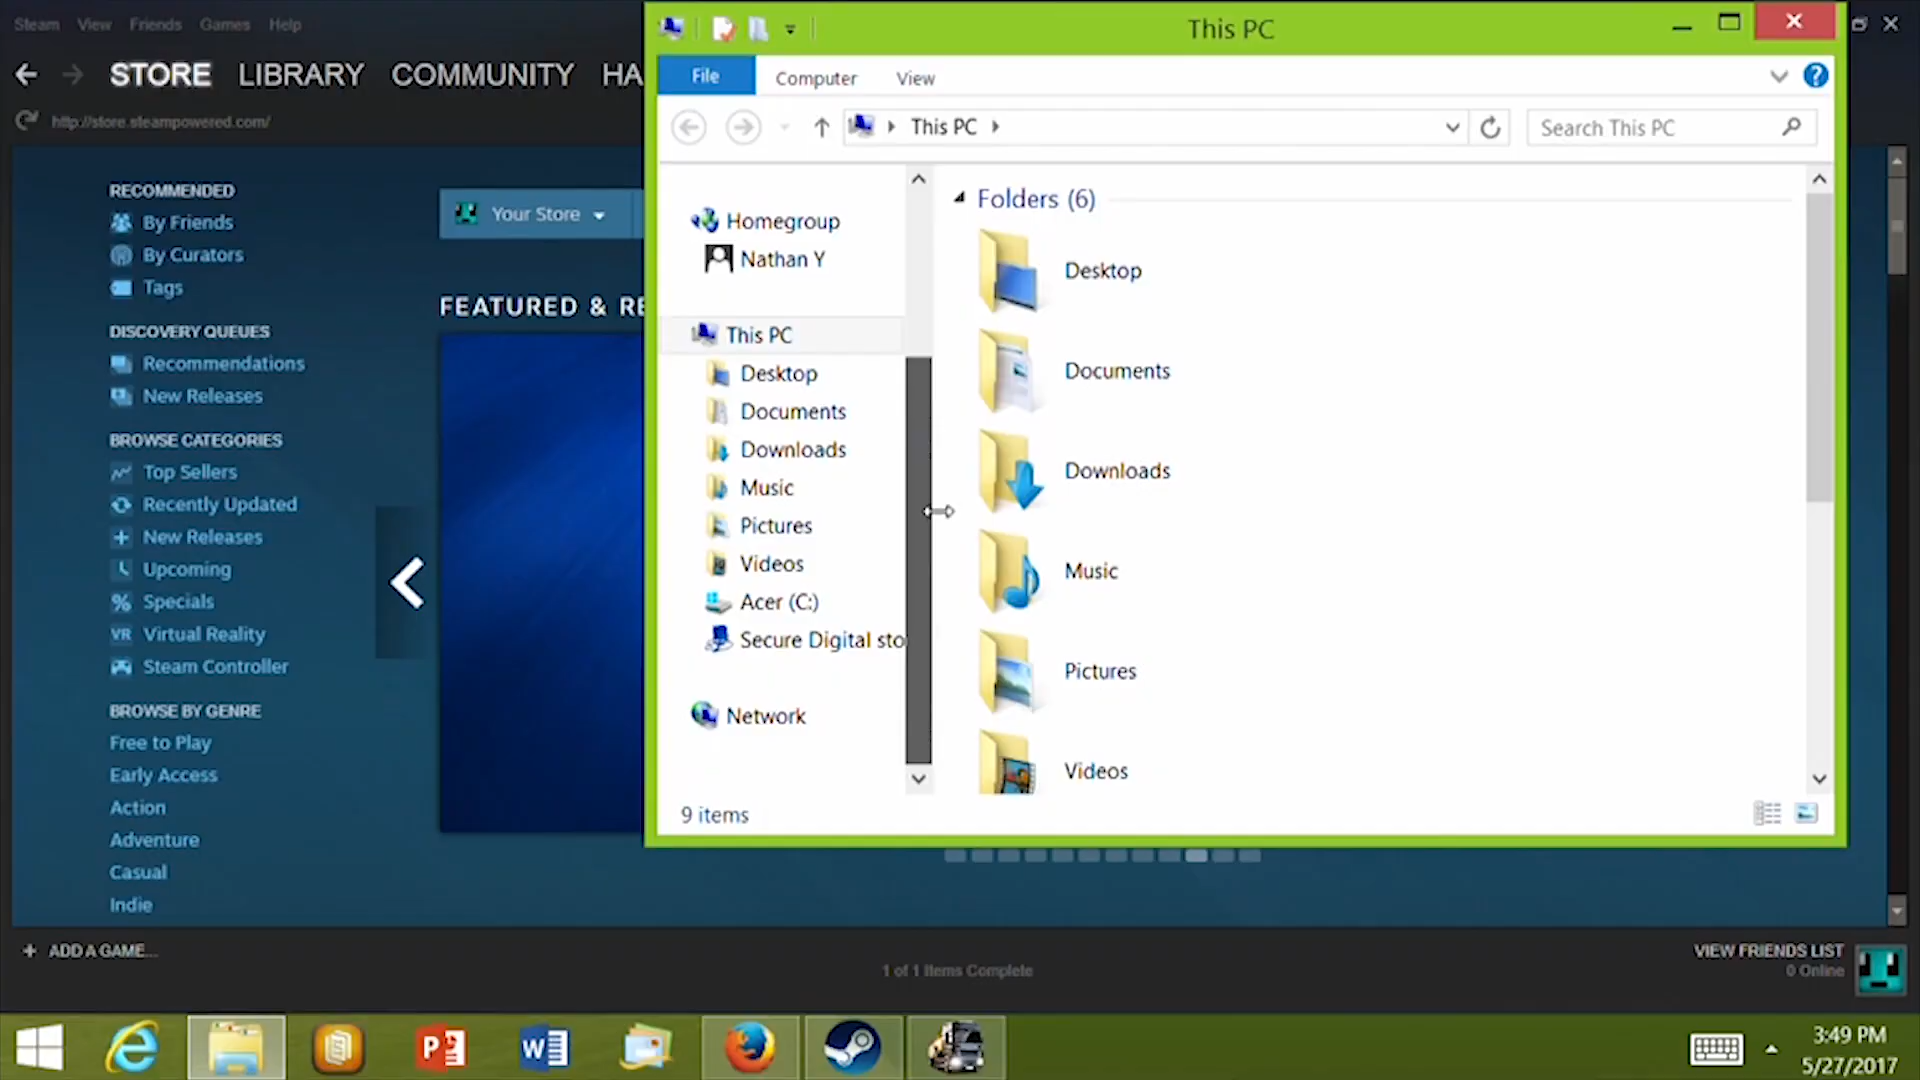 Steam View Friends Games Help
STORE LIBRARY COMMUNITY HA
http://store.steampowered.com/
RECOMMENDED
By Friends
By Curators
Tags
DISCOVERY QUEUES
Recommendations
New Releases
BROWSE CATEGORIES
Top Sellers
Recently Updated
New Releases
Upcoming
Specials
VR Virtual Reality
Steam Controller
BROWSE BY GENRE
Free to Play
Early Access
Action
Adventure
Casual
Indie
Your Store
FEATURED & RE
This PC
File Computer View
This PC
Search This PC
Homegroup
Nathan Y
This PC
Desktop
Documents
Downloads
Music
Pictures
Videos
Acer (C:)
Secure Digital sto
Network
Folders (6)
Desktop
Documents
Downloads
Music
Pictures
Videos
9 items
+ ADD A GAME...
1 of 1 Items Complete
VIEW FRIENDS LIST
0 Online
3:49 PM
5/27/2017